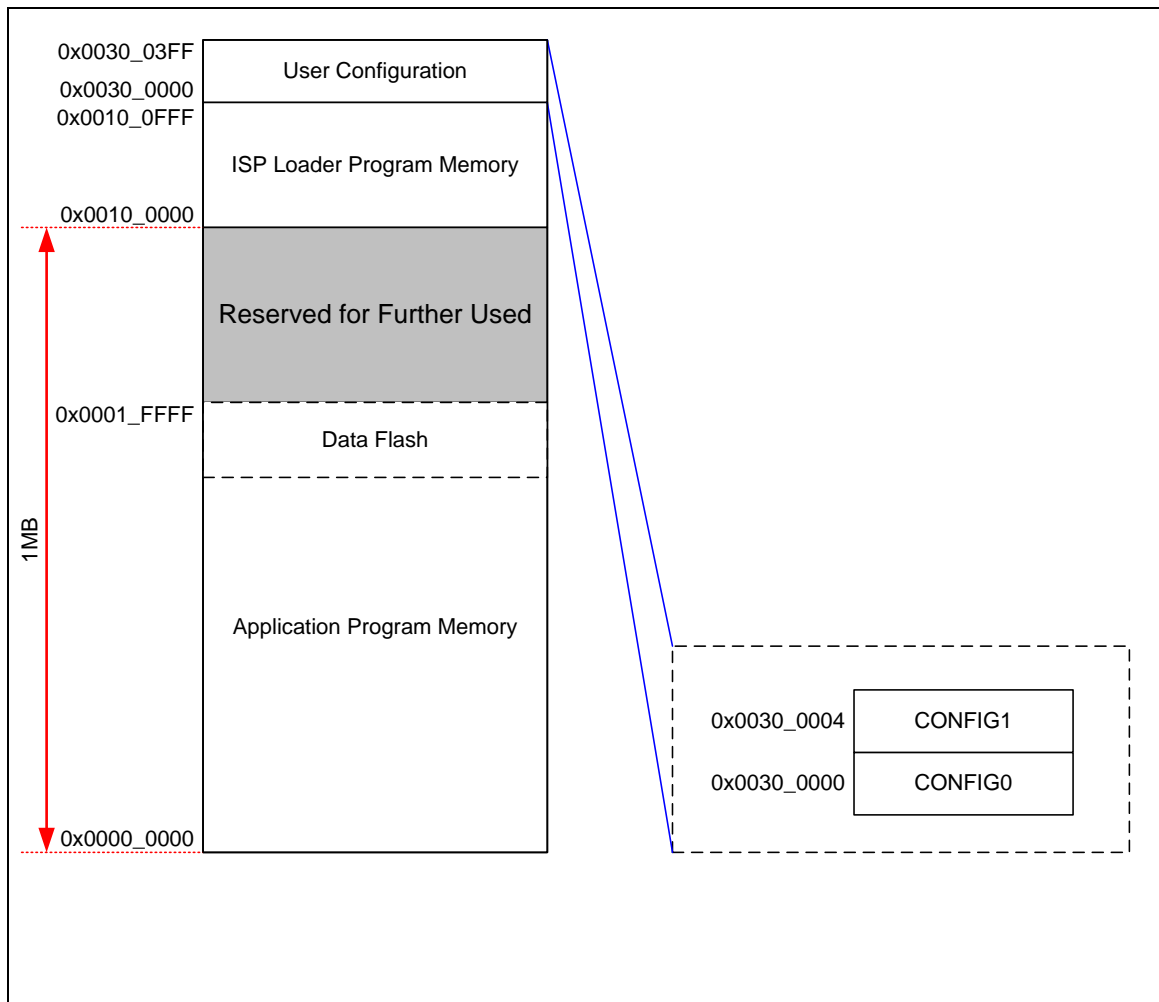 0x0030_03FF
User Configuration
0x0030_0000
0x0010_0FFF
ISP Loader Program Memory
0x0010_0000
Reserved for Further Used
0x0001_FFFF
Data Flash
1MB
Application Program Memory
0x0000_0000
0x0030_0004
CONFIG1
0x0030_0000
CONFIG0